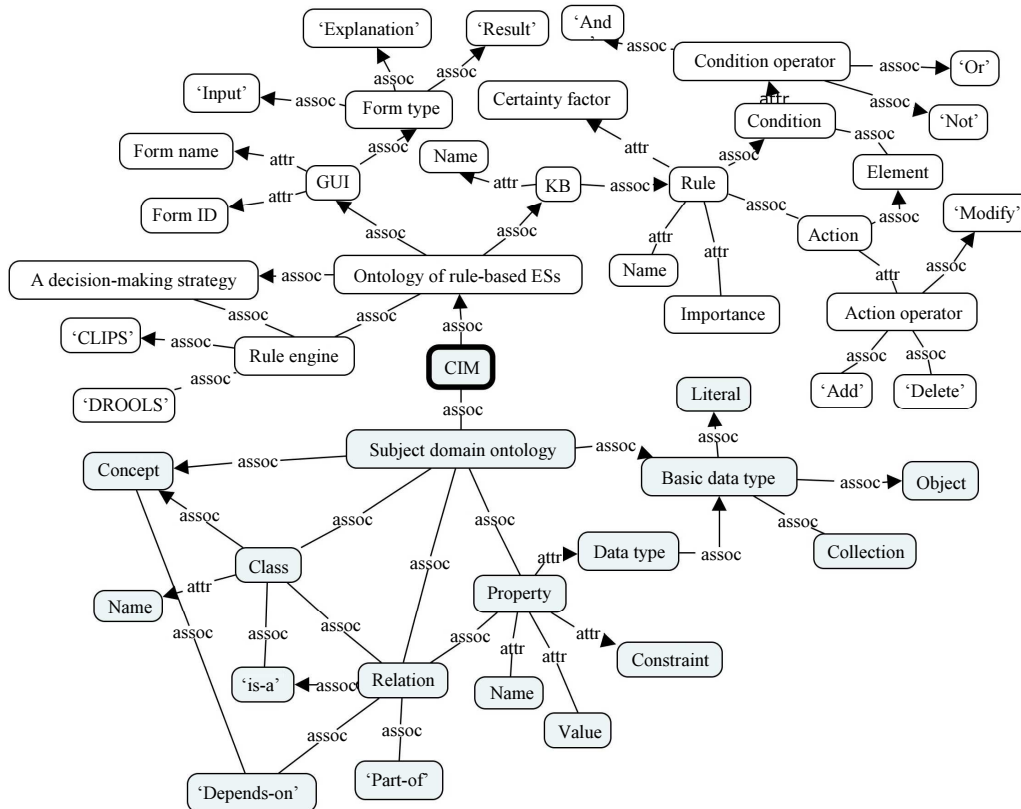 ‘Explanation’
‘Result’
‘And
’
assoc
assoc
assoc
Condition operator
assoc
‘Or’
‘Input’
assoc
Form type
Certainty factor
attr
assoc
Condition
‘Not’
Form name
attr
assoc
Name
attr
assoc
assoc
GUI
attr
KB
assoc
Rule
Element
Form ID
attr
assoc
assoc
‘Modify’
assoc
assoc
attr
Action
attr
attr
assoc
A decision-making strategy
assoc
Ontology of rule-based ESs
Name
assoc
assoc
assoc
Importance
Action operator
‘CLIPS’
assoc
Rule engine
assoc
CIM
assoc
assoc
‘DROOLS’
‘Add’
‘Delete’
assoc
Literal
Subject domain ontology
assoc
assoc
Concept
assoc
Basic data type
assoc
Object
assoc
assoc
assoc
assoc
Class
assoc
attr
Data type
assoc
Collection
attr
Property
Name
assoc
assoc
assoc
assoc
attr
attr
attr
Constraint
‘is-a’
assoc
Relation
Name
Value
assoc
assoc
‘Part-of’
‘Depends-on’